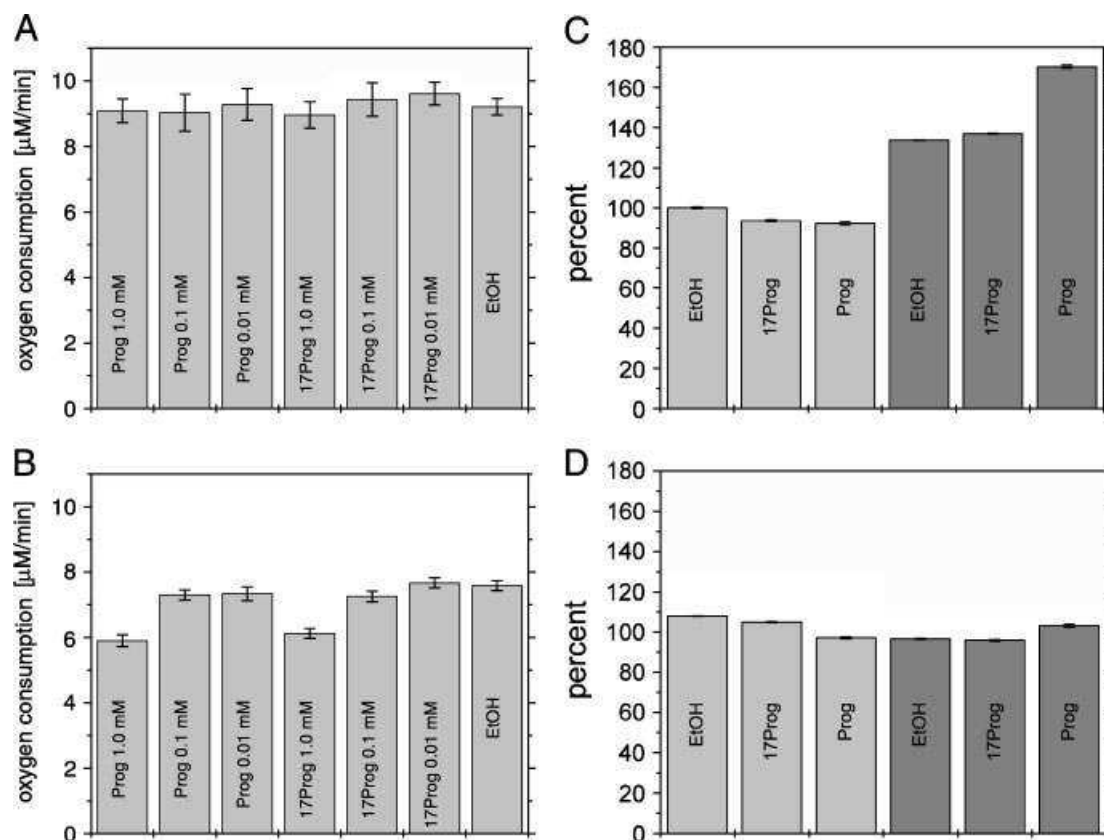 A
oxygen consumption [μM/min]
10
8
6
4
2
0
Prog 1.0 mM
Prog 0.1 mM
Prog 0.01 mM
17Prog 1.0 mM
17Prog 0.1 mM
17Prog 0.01 mM
EtOH
C
percent
180
160
140
120
100
80
60
40
20
0
EtOH
17Prog
Prog
EtOH
17Prog
Prog
B
oxygen consumption [μM/min]
10
8
6
4
2
0
Prog 1.0 mM
Prog 0.1 mM
Prog 0.01 mM
17Prog 1.0 mM
17Prog 0.1 mM
17Prog 0.01 mM
EtOH
D
percent
180
160
140
120
100
80
60
40
20
0
EtOH
17Prog
Prog
EtOH
17Prog
Prog